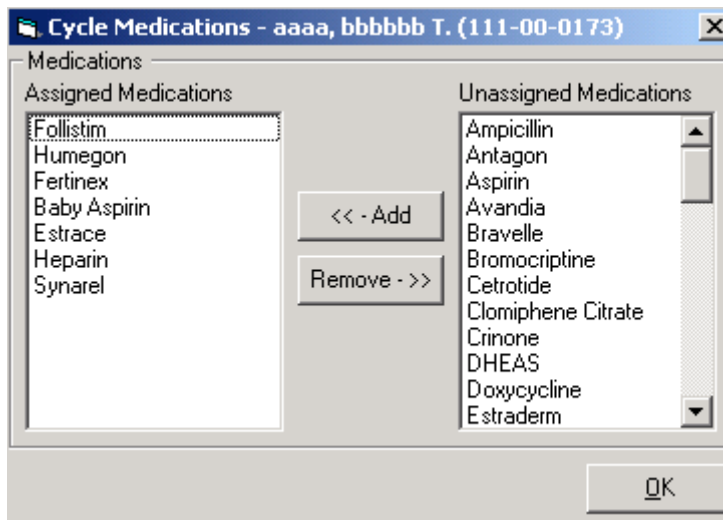 Cycle Medications - aaaa, bbbbbb T. (111-00-0173)
Medications
Assigned Medications
Follistim
Humegon
Fertinex
Baby Aspirin
Estrace
Heparin
Synarel
<< - Add
Remove - >>
Unassigned Medications
Ampicillin
Antagon
Aspirin
Avandia
Bravelle
Bromocriptine
Cetrotide
Clomiphene Citrate
Crinone
DHEAS
Doxycycline
Estraderm
OK